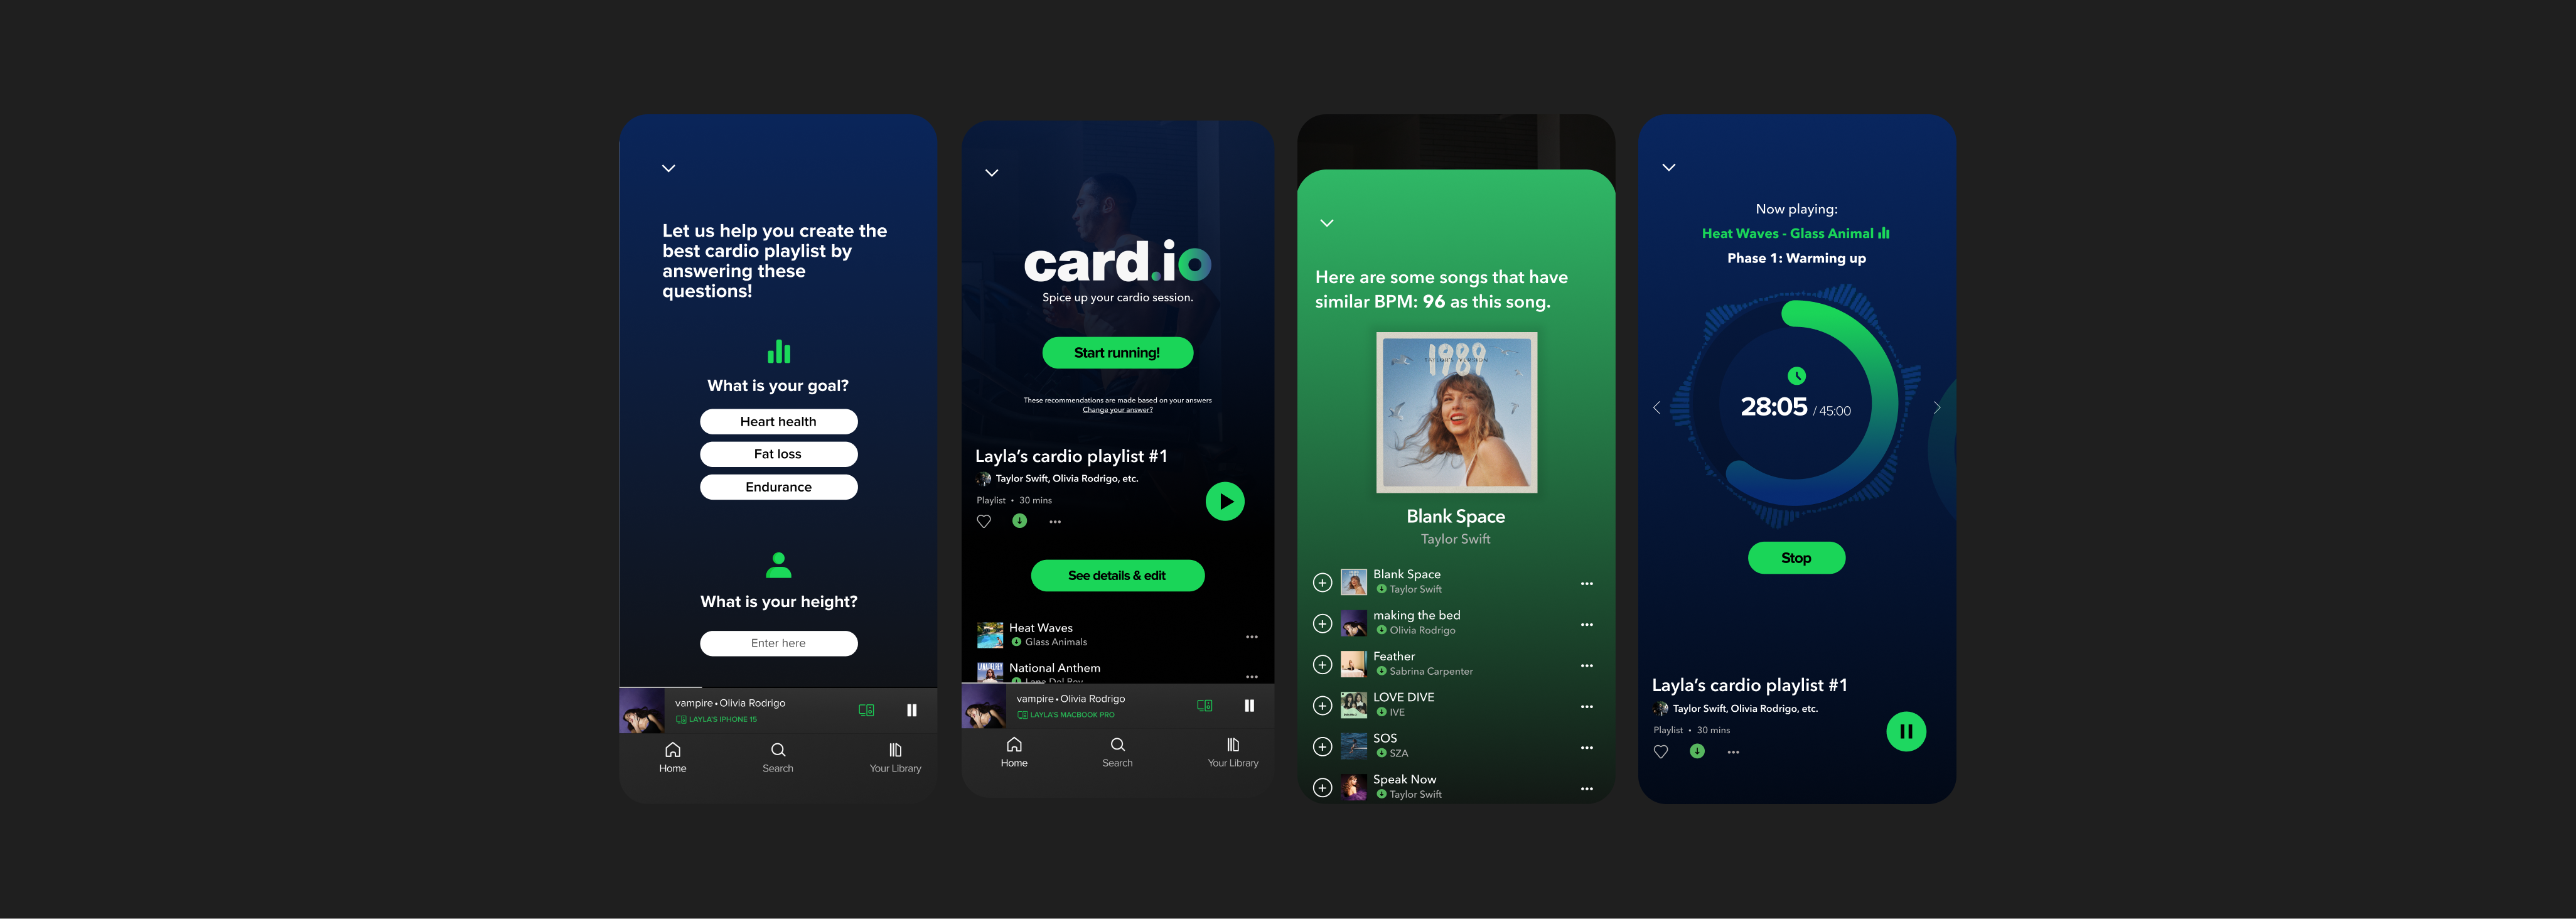 Let us help you create the
best cardio playlist by
answering these
questions!
What is your goal?
Heart health
Fat loss
Endurance
What is your height?
Enter here
vampire • Olivia Rodrigo
LAYLA'S IPHONE 15
Home
Search
Your Library
card.io
Spice up your cardio session.
Start running!
These recommendations are made based on your answers
Change your answer?
Layla's cardio playlist #1
Taylor Swift, Olivia Rodrigo, etc.
Playlist • 30 mins
See details & edit
Heat Waves
Glass Animals
National Anthem
Lana Del Rey
vampire • Olivia Rodrigo
LAYLA'S MACBOOK PRO
Home
Search
Your Library
Here are some songs that have
similar BPM: 96 as this song.
1989
TAYLOR'S VERSION
Blank Space
Taylor Swift
Blank Space
Taylor Swift
making the bed
Olivia Rodrigo
Feather
Sabrina Carpenter
LOVE DIVE
IVE
SOS
SZA
Speak Now
Taylor Swift
Now playing:
Heat Waves - Glass Animal
Phase 1: Warming up
28:05 / 45:00
Stop
Layla's cardio playlist #1
Taylor Swift, Olivia Rodrigo, etc.
Playlist • 30 mins